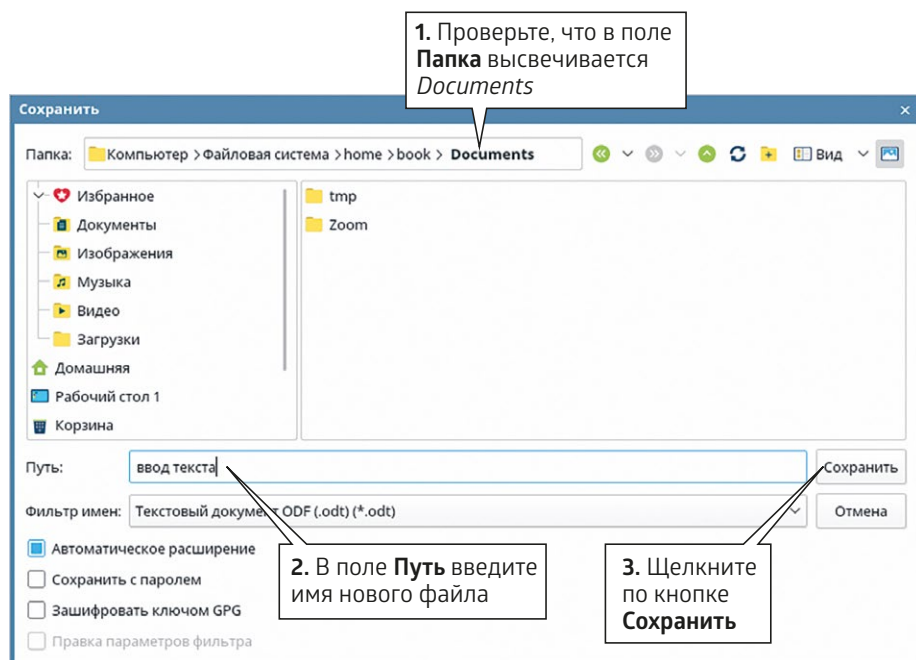 1. Проверьте, что в поле
Папка высвечивается
Documents
Сохранить
Папка: Компьютер > Файловая система > home > book > Documents
Вид
Избранное
Документы
Изображения
Музыка
Видео
Загрузки
Домашняя
Рабочий стол 1
Корзина
tmp
Zoom
Путь: ввод текста
Сохранить
Фильтр имен: Текстовый документ ODF (.odt) (*.odt)
Отмена
Автоматическое расширение
Сохранить с паролем
Зашифровать ключом GPG
Правка параметров фильтра
2. В поле Путь введите
имя нового файла
3. Щелкните
по кнопке
Сохранить